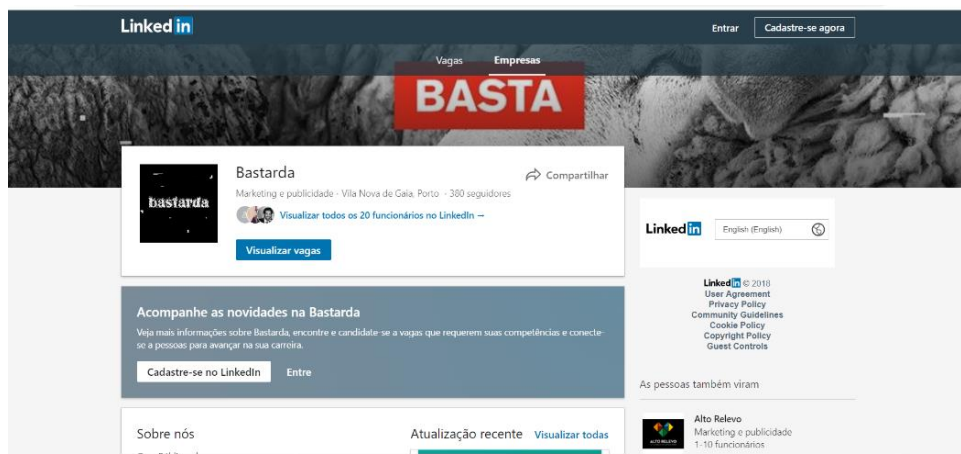 Linked in
Entrar
Cadastre-se agora
Vagas
Empresas
BASTA
bastarda
Bastarda
Compartilhar
Marketing e publicidade - Vila Nova de Gaia, Porto - 380 seguidores
Visualizar todos os 20 funcionários no LinkedIn →
Visualizar vagas
Linked in
English (English)
Linked in © 2018
User Agreement
Privacy Policy
Community Guidelines
Cookie Policy
Copyright Policy
Guest Controls
Acompanhe as novidades na Bastarda
Veja mais informações sobre Bastarda, encontre e candidate-se a vagas que requerem suas competências e conecte-
se a pessoas para avançar na sua carreira.
Cadastre-se no LinkedIn
Entre
As pessoas também viram
ALTO RELEVO
Alto Relevo
Marketing e publicidade
1-10 funcionários
Sobre nós
Atualização recente
Visualizar todas